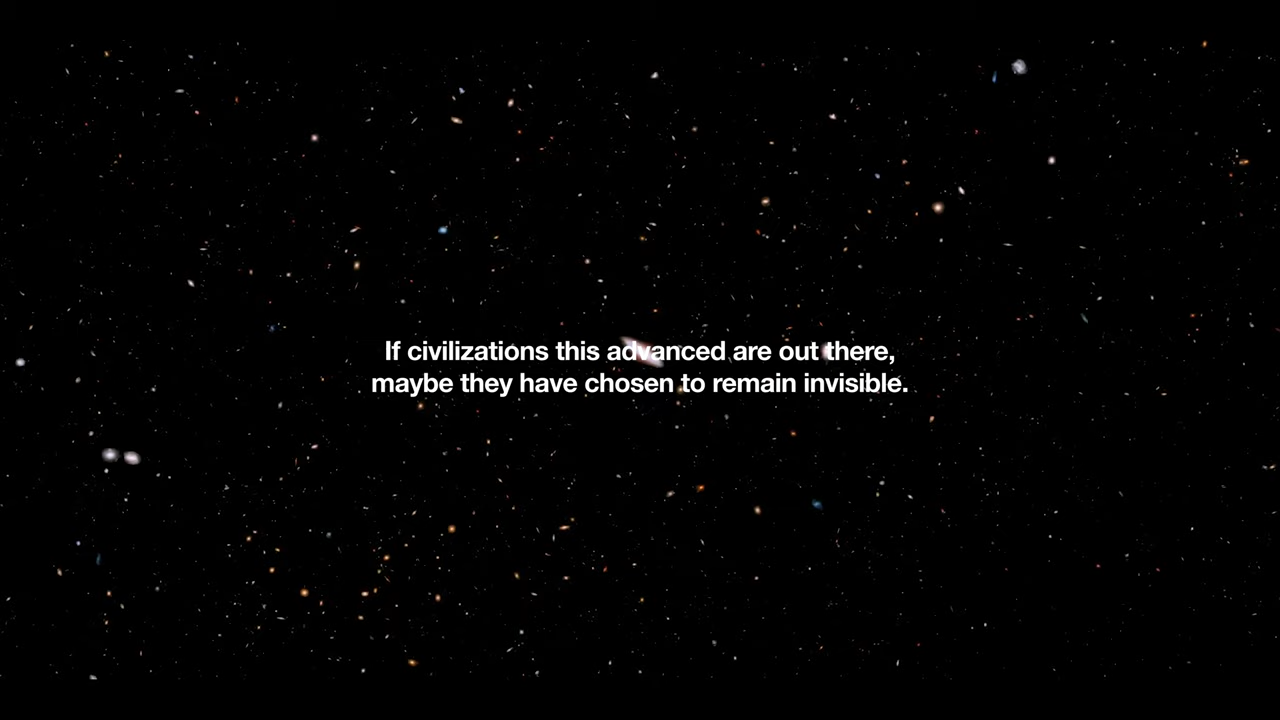 If civilizations this advanced are out there,
maybe they have chosen to remain invisible.